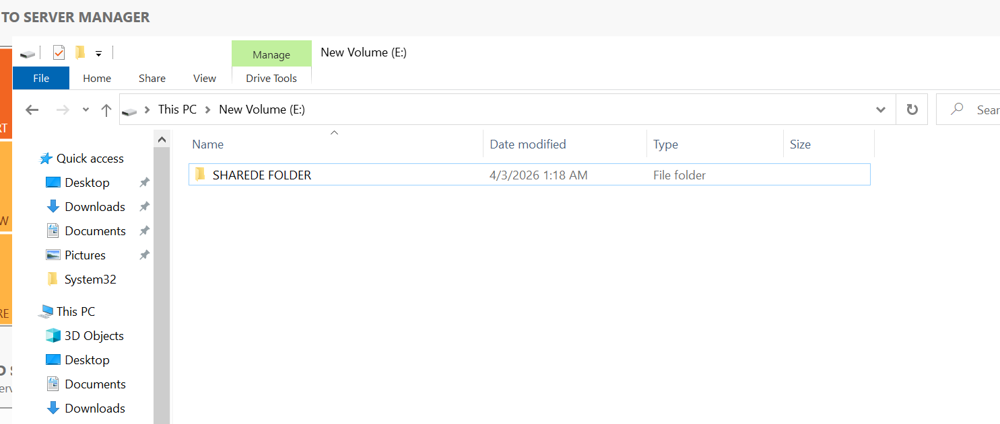 TO SERVER MANAGER
Manage
New Volume (E:)
File
Home
Share
View
Drive Tools
This PC
New Volume (E:)
Sear
Name
Date modified
Type
Size
Quick access
SHAREDE FOLDER
4/3/2026 1:18 AM
File folder
Desktop
Downloads
Documents
Pictures
System32
This PC
3D Objects
Desktop
Documents
Downloads
RT
W
RE